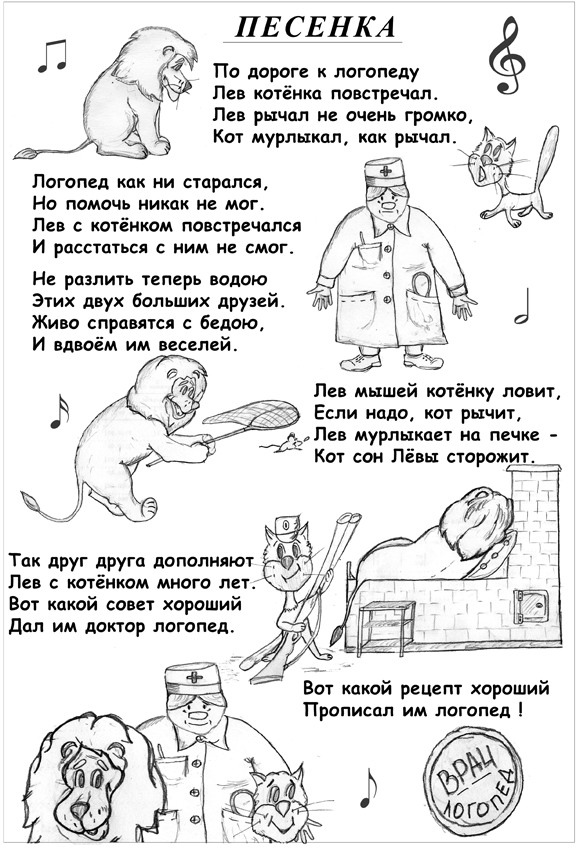 ПЕСЕНКА
По дороге к логопеду
Лев котёнка повстречал.
Лев рычал не очень громко,
Кот мурлыкал, как рычал.
Логопед как ни старался,
Но помочь никак не мог.
Лев с котёнком повстречался
И расстаться с ним не смог.
Не разлить теперь водою
Этих двух больших друзей.
Живо справятся с бедою,
И вдвоём им веселей.
Лев мышей котёнку ловит,
Если надо, кот рычит,
Лев мурлыкает на печке -
Кот сон Лёвы сторожит.
Так друг друга дополняют
Лев с котёнком много лет.
Вот какой совет хороший
Дал им доктор логопед.
Вот какой рецепт хороший
Прописал им логопед !
ВРАЧ
ЛОГОПЕД